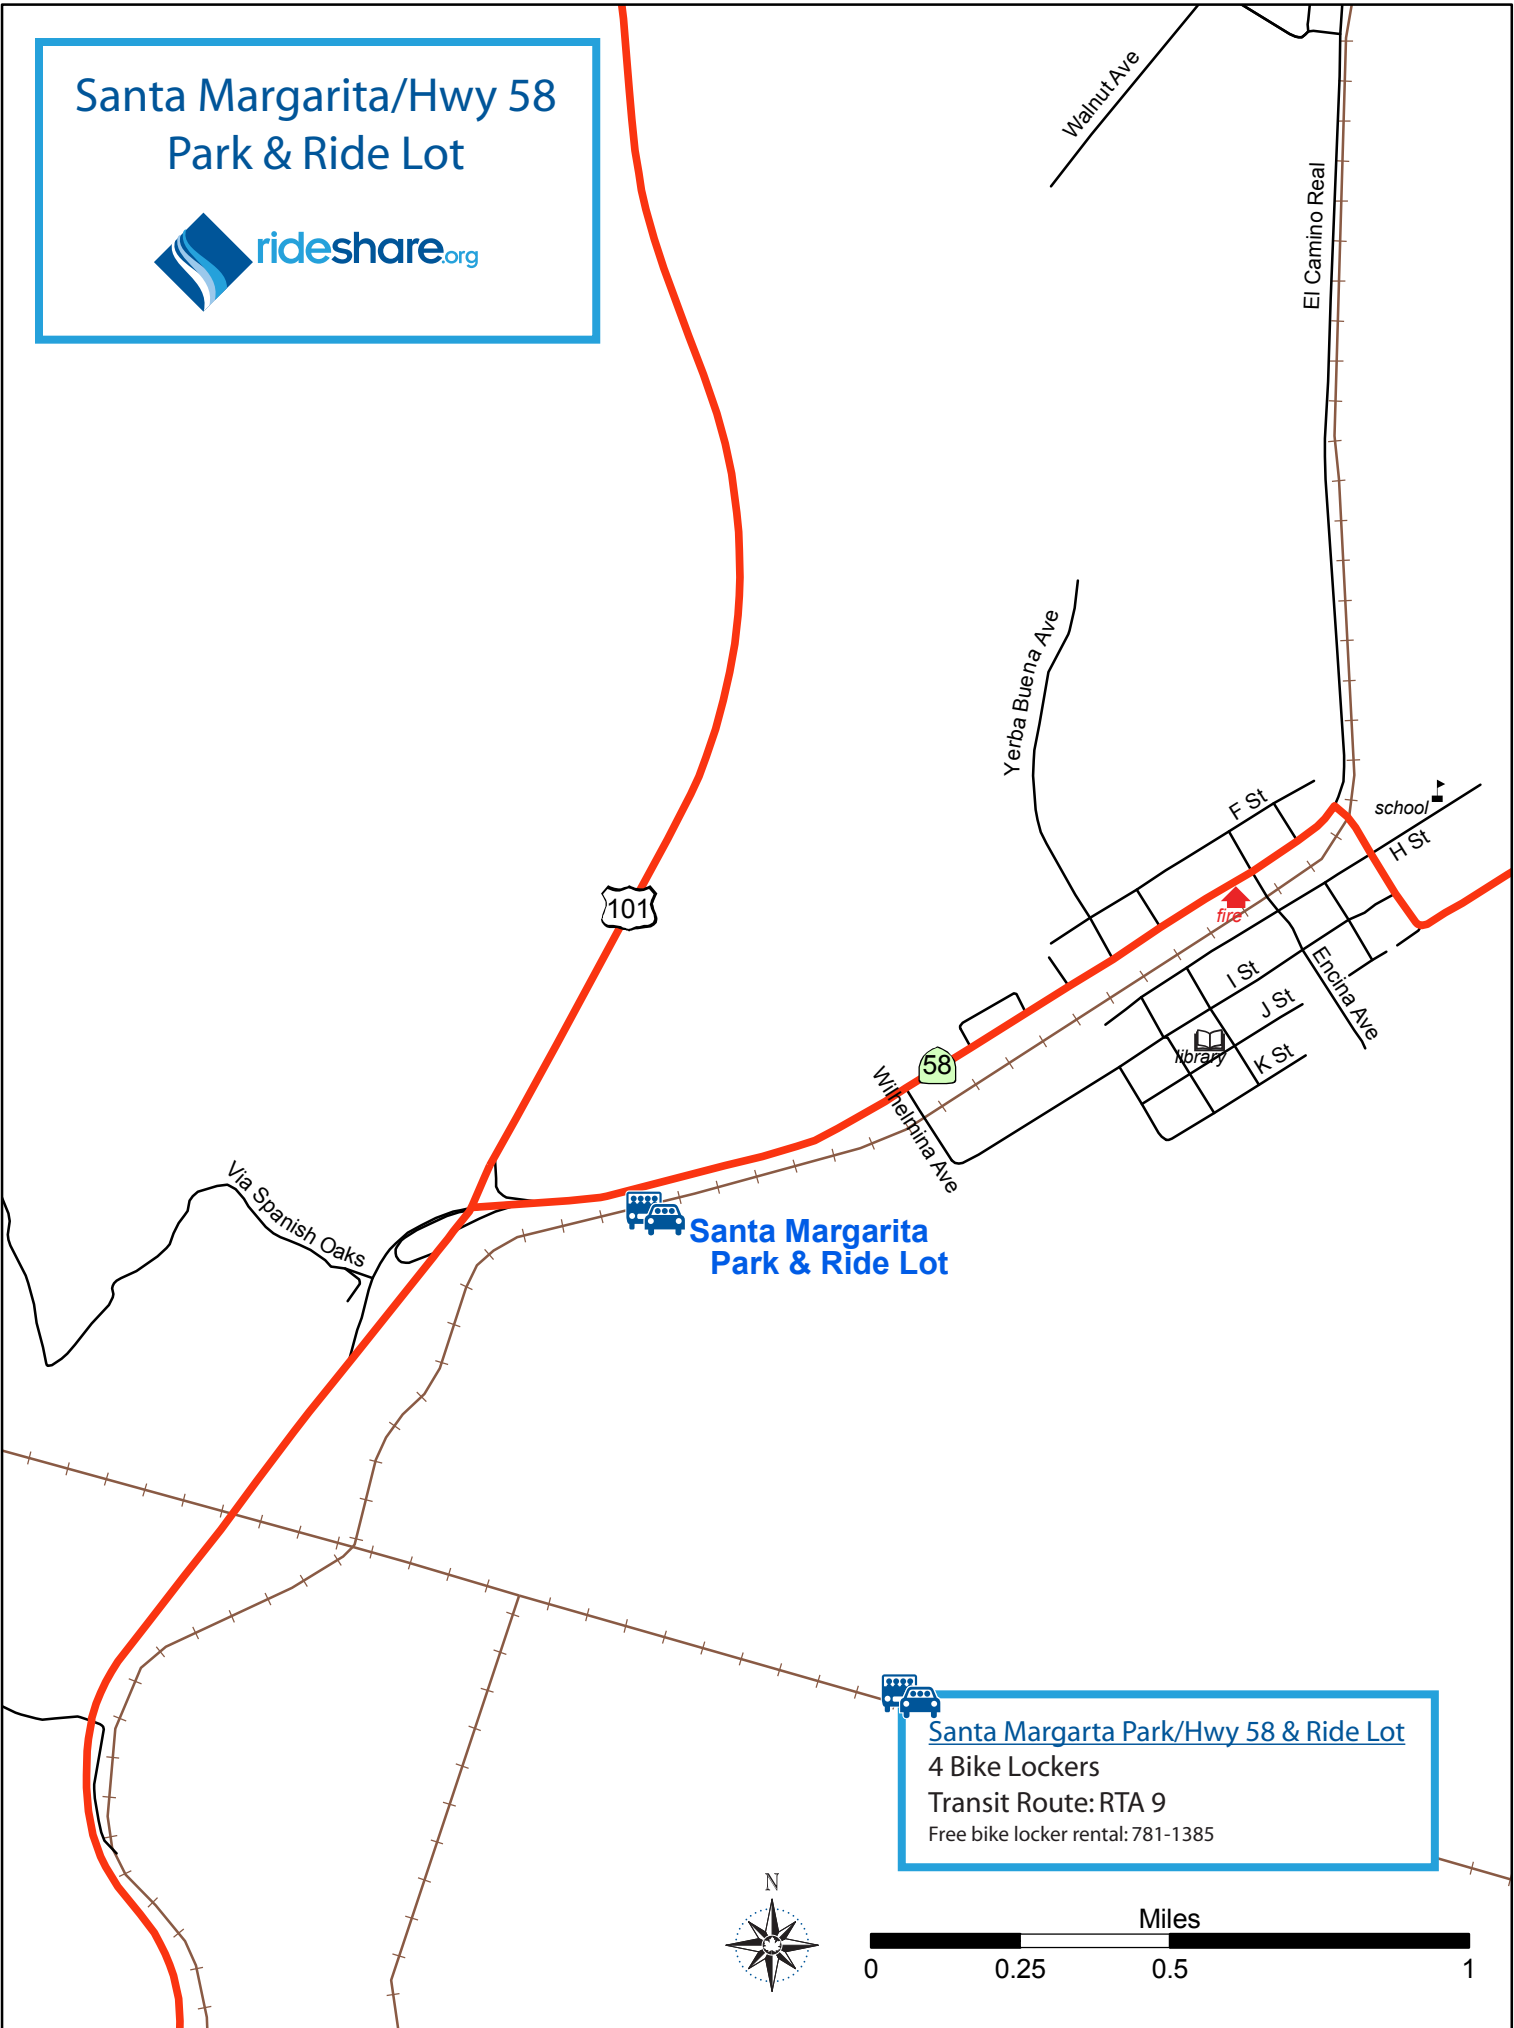 Santa Margarita/Hwy 58
Park & Ride Lot
rideshare.org
Walnut Ave
El Camino Real
Yerba Buena Ave
F St
school
H St
101
fire
Encina Ave
I St
J St
library
K St
58
Wilhelmina Ave
Via Spanish Oaks
Santa Margarita
Park & Ride Lot
Santa Margarta Park/Hwy 58 & Ride Lot
4 Bike Lockers
Transit Route: RTA 9
Free bike locker rental: 781-1385
N
Miles
0 0.25 0.5 1